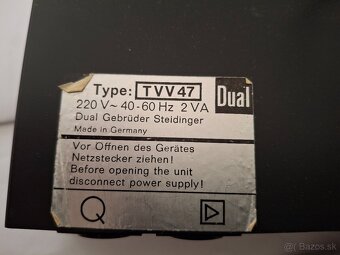 Type: TVV 47
Dual
220 V~ 40-60 Hz 2 VA
Dual Gebrüder Steidinger
Made in Germany
Vor Öffnen des Gerätes
Netzstecker ziehen!
Before opening the unit
disconnect power supply!
Q
Bazos.sk